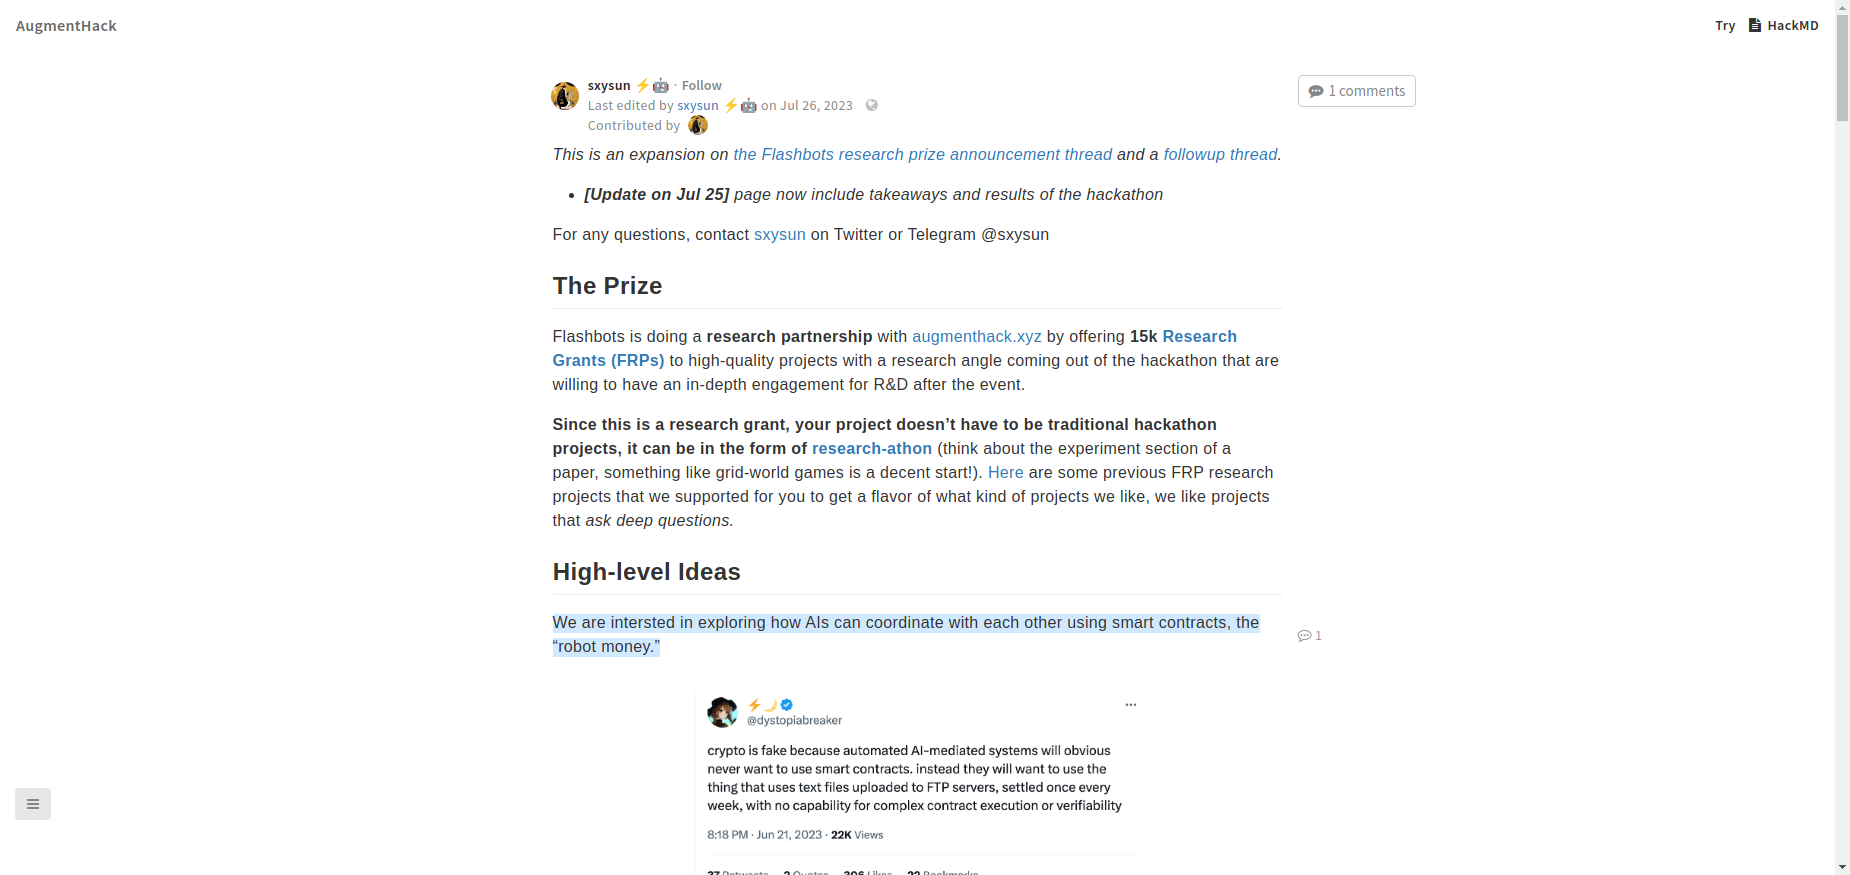 AugmentHack
Try HackMD
sxysun ⚡🤖 · Follow
Last edited by sxysun ⚡🤖 on Jul 26, 2023
Contributed by
1 comments
This is an expansion on the Flashbots research prize announcement thread and a followup thread.
• [Update on Jul 25] page now include takeaways and results of the hackathon
For any questions, contact sxysun on Twitter or Telegram @sxysun
The Prize
Flashbots is doing a research partnership with augmenthack.xyz by offering 15k Research
Grants (FRPs) to high-quality projects with a research angle coming out of the hackathon that are
willing to have an in-depth engagement for R&D after the event.
Since this is a research grant, your project doesn’t have to be traditional hackathon
projects, it can be in the form of research-athon (think about the experiment section of a
paper, something like grid-world games is a decent start!). Here are some previous FRP research
projects that we supported for you to get a flavor of what kind of projects we like, we like projects
that ask deep questions.
High-level Ideas
We are intersted in exploring how AIs can coordinate with each other using smart contracts, the
“robot money.”
1
⚡🌙
@dystopiabreaker
crypto is fake because automated AI-mediated systems will obvious
never want to use smart contracts. instead they will want to use the
thing that uses text files uploaded to FTP servers, settled once every
week, with no capability for complex contract execution or verifiability
8:18 PM · Jun 21, 2023 · 22K Views
37 Retweets 2 Quotes 306 Likes 22 Bookmarks